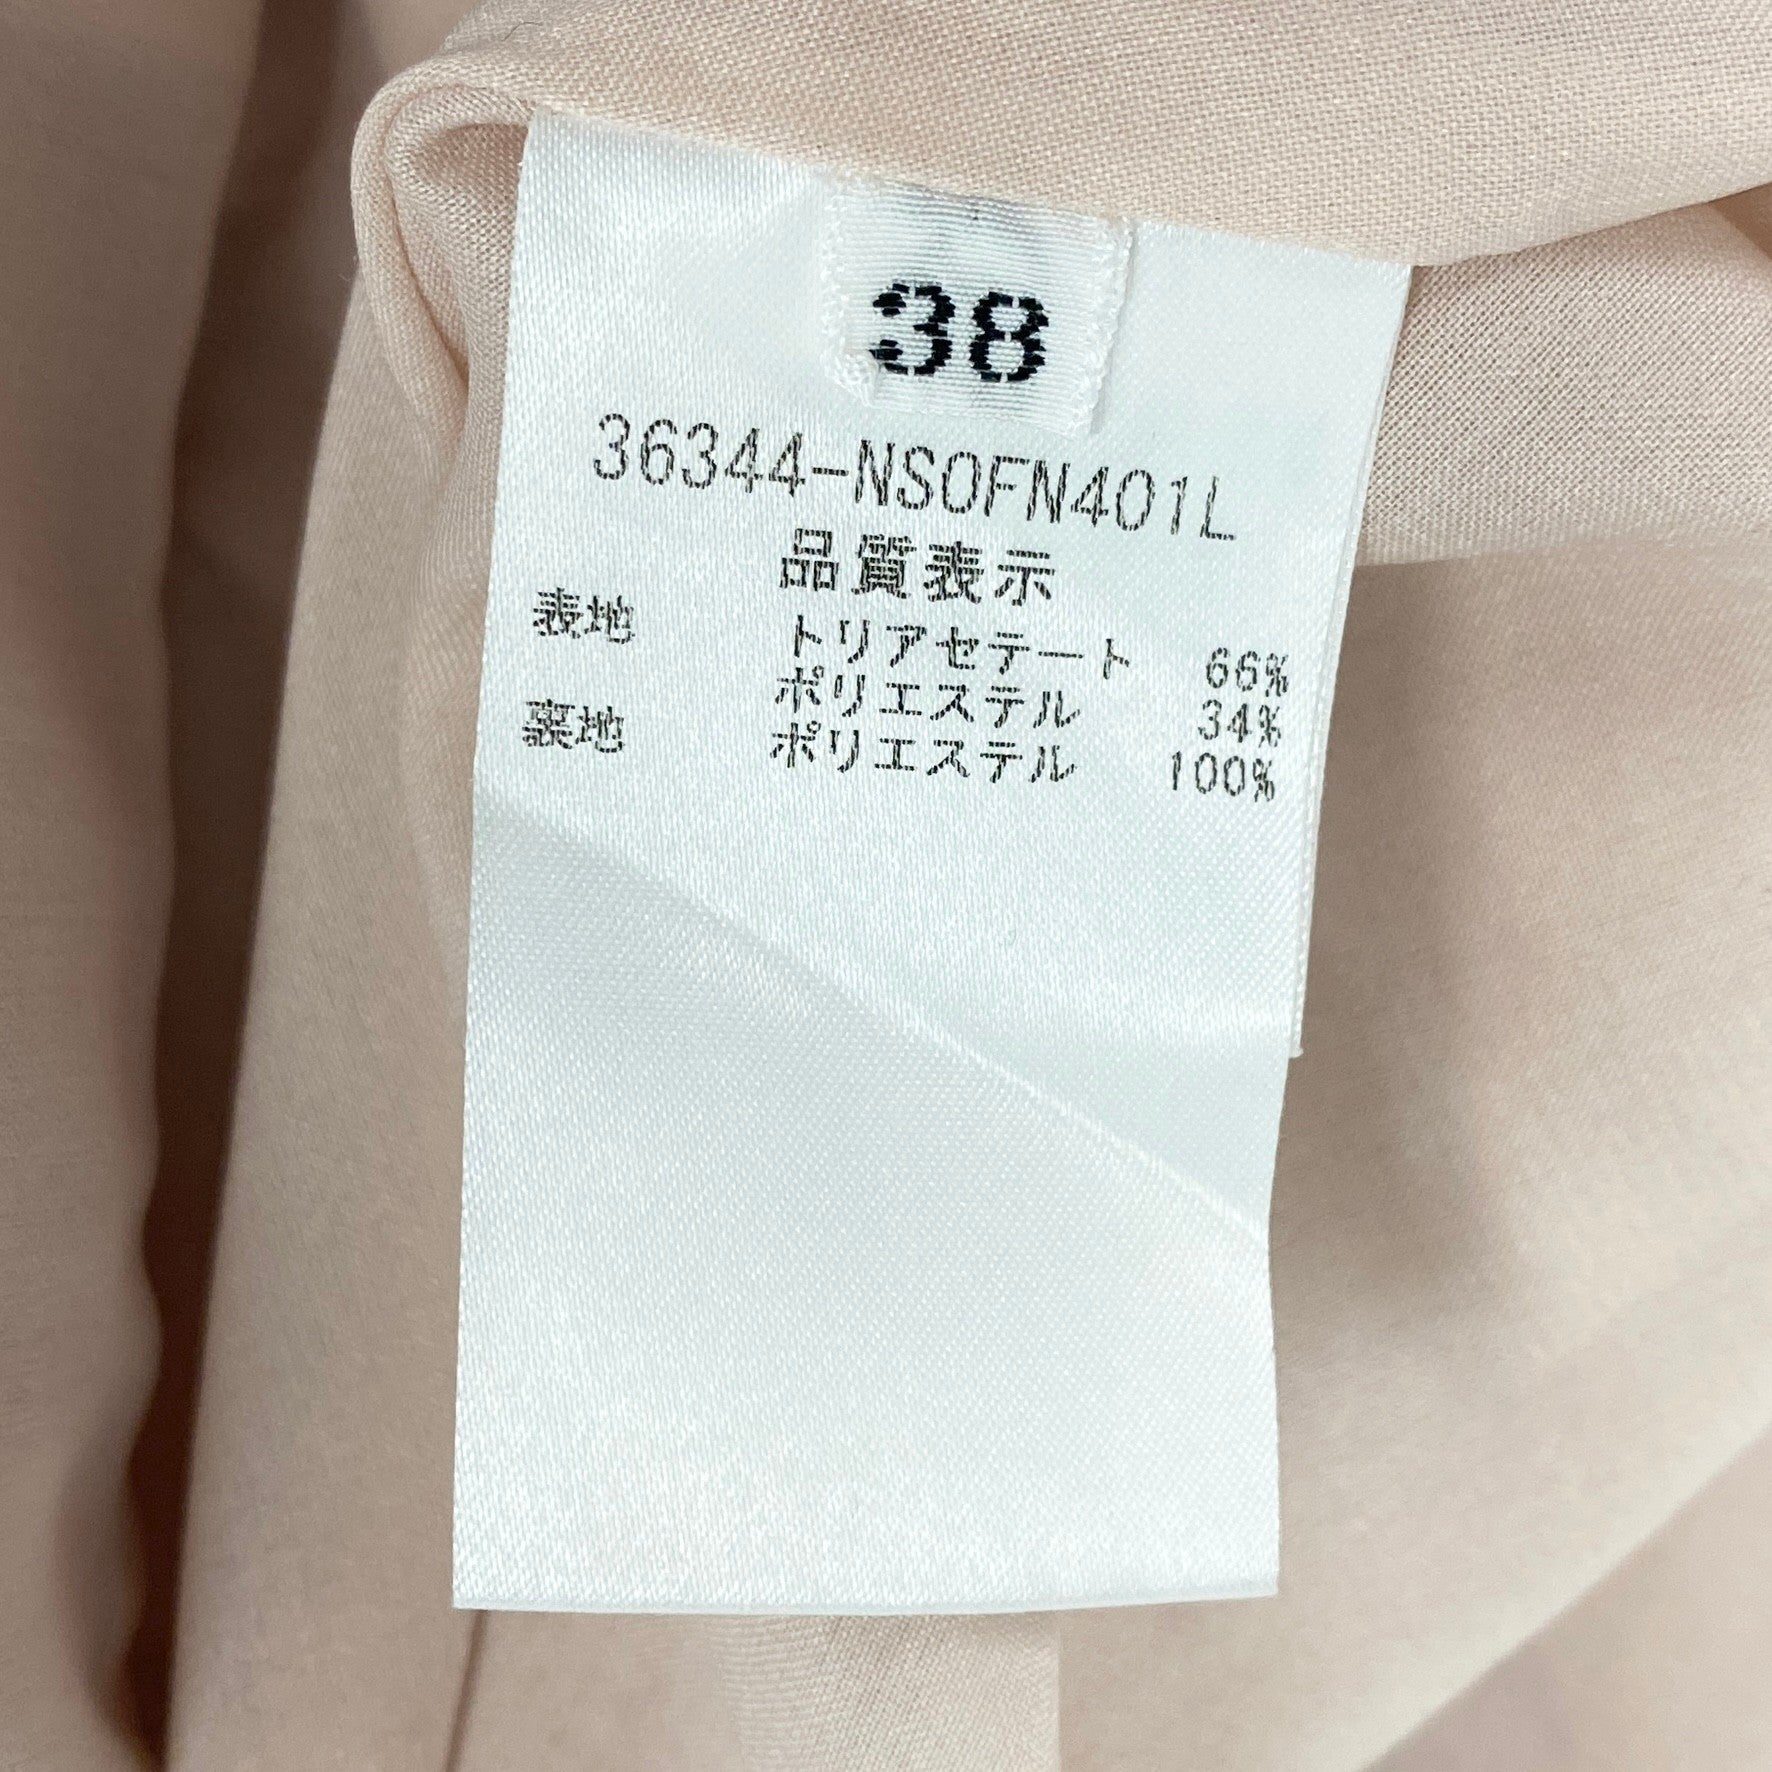 38
36344-NS0FN401L
品質表示
表地 トリアセテート 66%
ポリエステル 34%
裏地 ポリエステル 100%